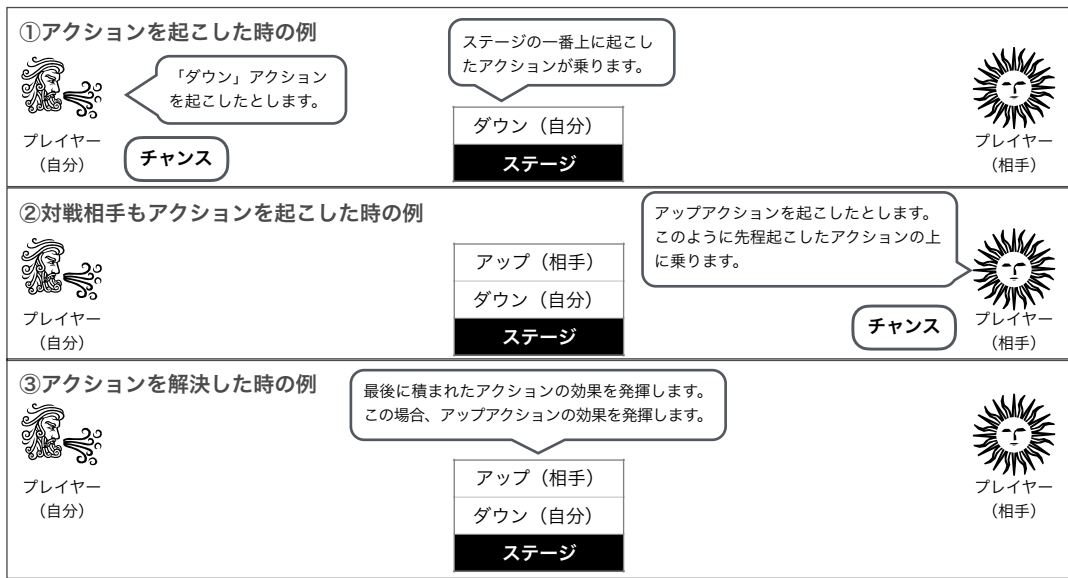 ①アクションを起こした時の例
「ダウン」アクション
を起こしたとします。
ステージの一番上に起こし
たアクションが乗ります。
プレイヤー
（自分）
チャンス
ダウン（自分）
ステージ
プレイヤー
（相手）
②対戦相手もアクションを起こした時の例
アップアクションを起こしたとします。
このように先程起こしたアクションの上
に乗ります。
プレイヤー
（自分）
アップ（相手）
ダウン（自分）
ステージ
チャンス
プレイヤー
（相手）
③アクションを解決した時の例
最後に積まれたアクションの効果を発揮します。
この場合、アップアクションの効果を発揮します。
プレイヤー
（自分）
アップ（相手）
ダウン（自分）
ステージ
プレイヤー
（相手）